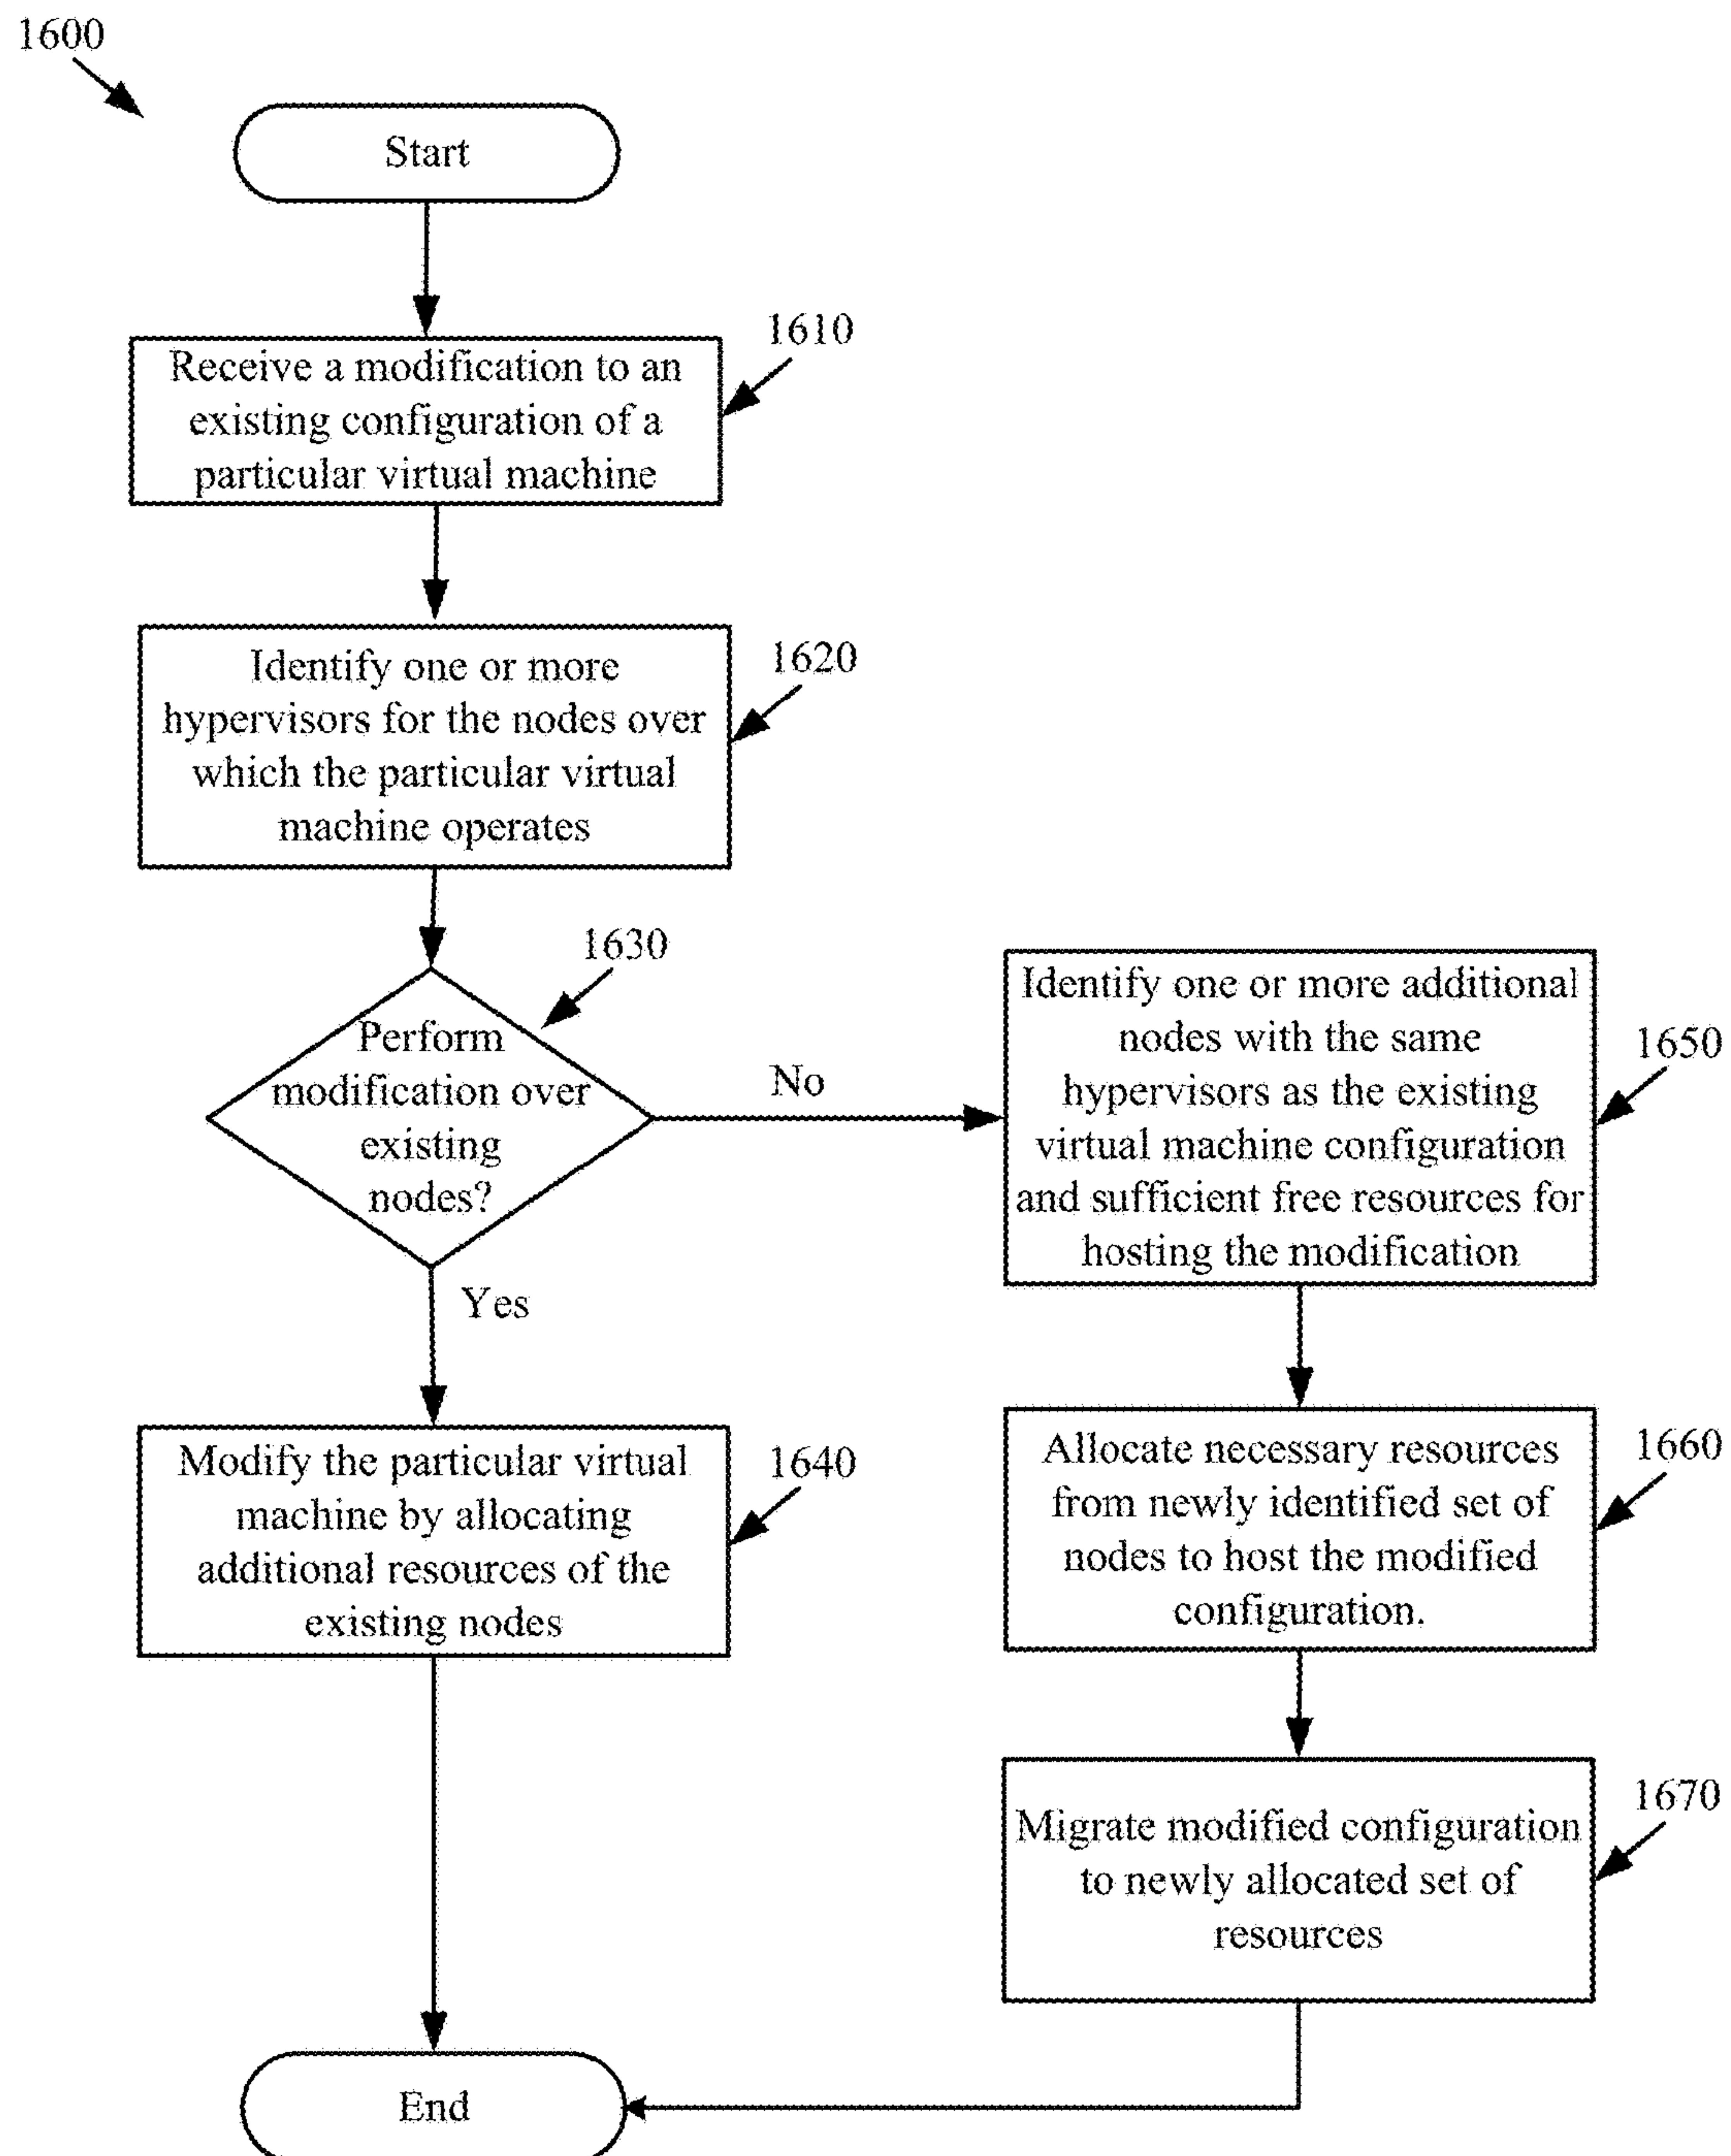 1600
Start
1610
Receive a modification to an
existing configuration of a
particular virtual machine
1620
Identify one or more
hypervisors for the nodes over
which the particular virtual
machine operates
1630
Perform
modification over
existing
nodes?
No
Yes
1650
Identify one or more additional
nodes with the same
hypervisors as the existing
virtual machine configuration
and sufficient free resources for
hosting the modification
1640
Modify the particular virtual
machine by allocating
additional resources of the
existing nodes
1660
Allocate necessary resources
from newly identified set of
nodes to host the modified
configuration.
1670
Migrate modified configuration
to newly allocated set of
resources
End